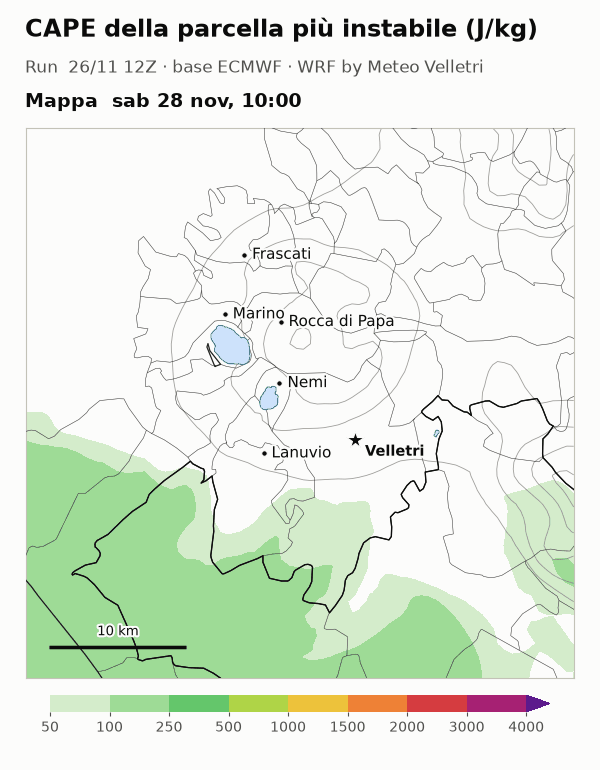 CAPE della parcella più instabile (J/kg)
Run  26/11 12Z · base ECMWF · WRF by Meteo Velletri
Mappa  sab 28 nov, 10:00
Frascati
Marino
Rocca di Papa
Nemi
Velletri
Lanuvio
10 km
50 100 250 500 1000 1500 2000 3000 4000